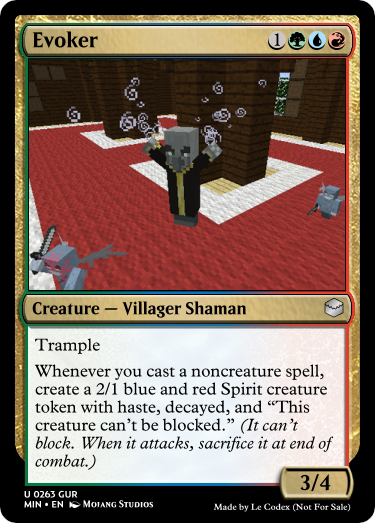 Evoker 1
Creature — Villager Shaman
Trample
Whenever you cast a noncreature spell,
create a 2/1 blue and red Spirit creature
token with haste, decayed, and “This
creature can’t be blocked.” (It can’t
block. When it attacks, sacrifice it at end of
combat.)
3/4
U 0263 GUR
MIN • EN Mojang Studios
Made by Le Codex (Not For Sale)